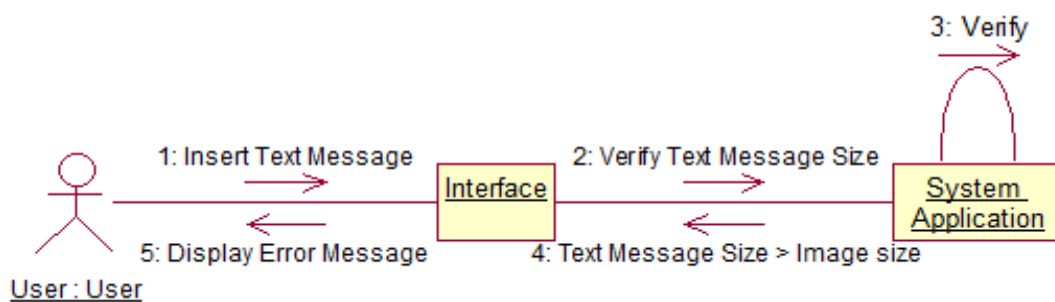 3: Verify
1: Insert Text Message
2: Verify Text Message Size
Interface
System
Application
5: Display Error Message
4: Text Message Size > Image size
User : User